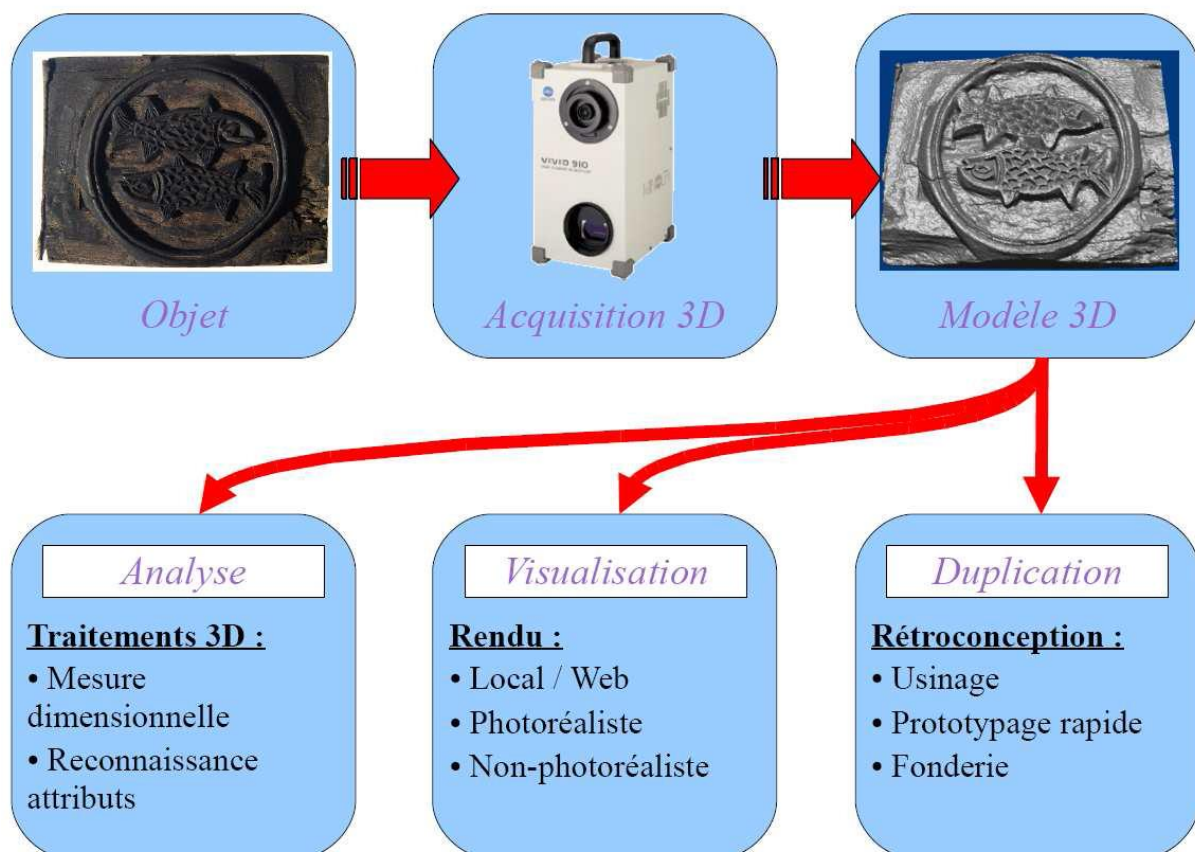 Objet
VIVID 910
Acquisition 3D
Modèle 3D
Analyse
Traitements 3D :
• Mesure
dimensionnelle
• Reconnaissance
attributs
Visualisation
Rendu :
• Local / Web
• Photoréaliste
• Non-photoréaliste
Duplication
Rétroconception :
• Usinage
• Prototypage rapide
• Fonderie